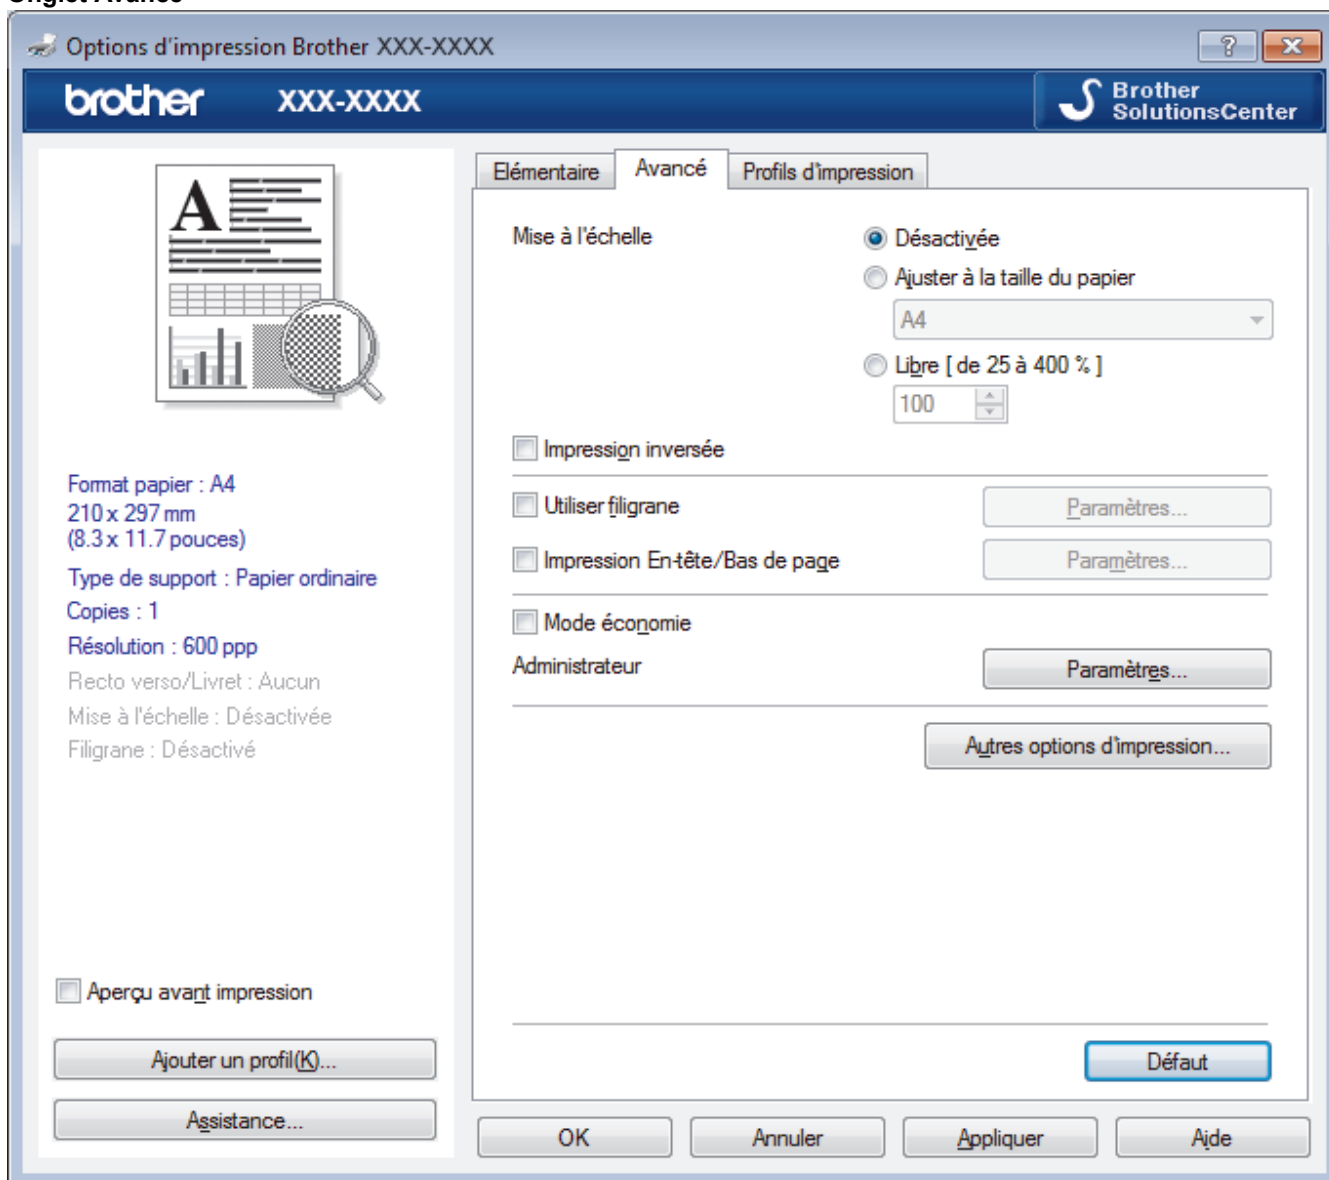 Onglet Avancé
Options d'impression Brother XXX-XXXX
brother XXX-XXXX
Brother
SolutionsCenter
Elémentaire Avancé Profils d'impression
A
Mise à l'échelle
Désactivée
Ajuster à la taille du papier
A4
Libre [ de 25 à 400 % ]
100
Impression inversée
Utiliser filigrane Paramètres...
Impression En-tête/Bas de page Paramètres...
Mode économie
Administrateur Paramètres...
Autres options d'impression...
Défaut
Format papier : A4
210 x 297 mm
(8.3 x 11.7 pouces)
Type de support : Papier ordinaire
Copies : 1
Résolution : 600 ppp
Recto verso/Livret : Aucun
Mise à l'échelle : Désactivée
Filigrane : Désactivé
Aperçu avant impression
Ajouter un profil(K)...
Assistance...
OK Annuler Appliquer Aide